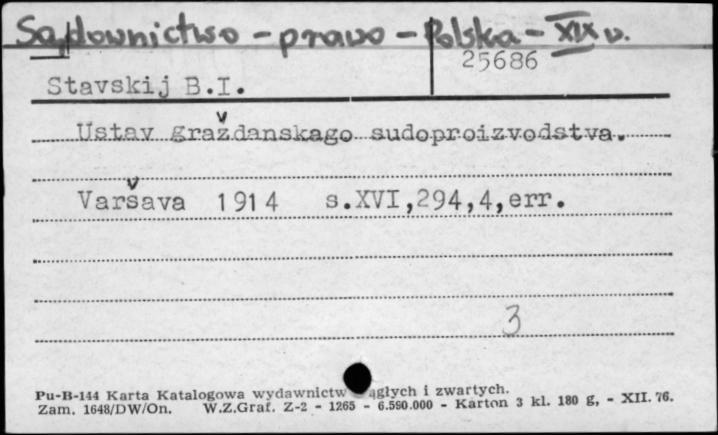 Sądownictwo - prawo - Polska - XIX w.
25686
Stavskij B.I.
Ustav graždanskago sudoproizvodstva.
Varšava 1914 s.XVI,294,4,err.
3
Pu-B-144 Karta Katalogowa wydawnictw ągłych i zwartych.
Zam. 1648/DW/On. W.Z.Graf. Z-2 - 1265 - 6.590.000 - Karton 3 kl. 180 g, - XII. 76.